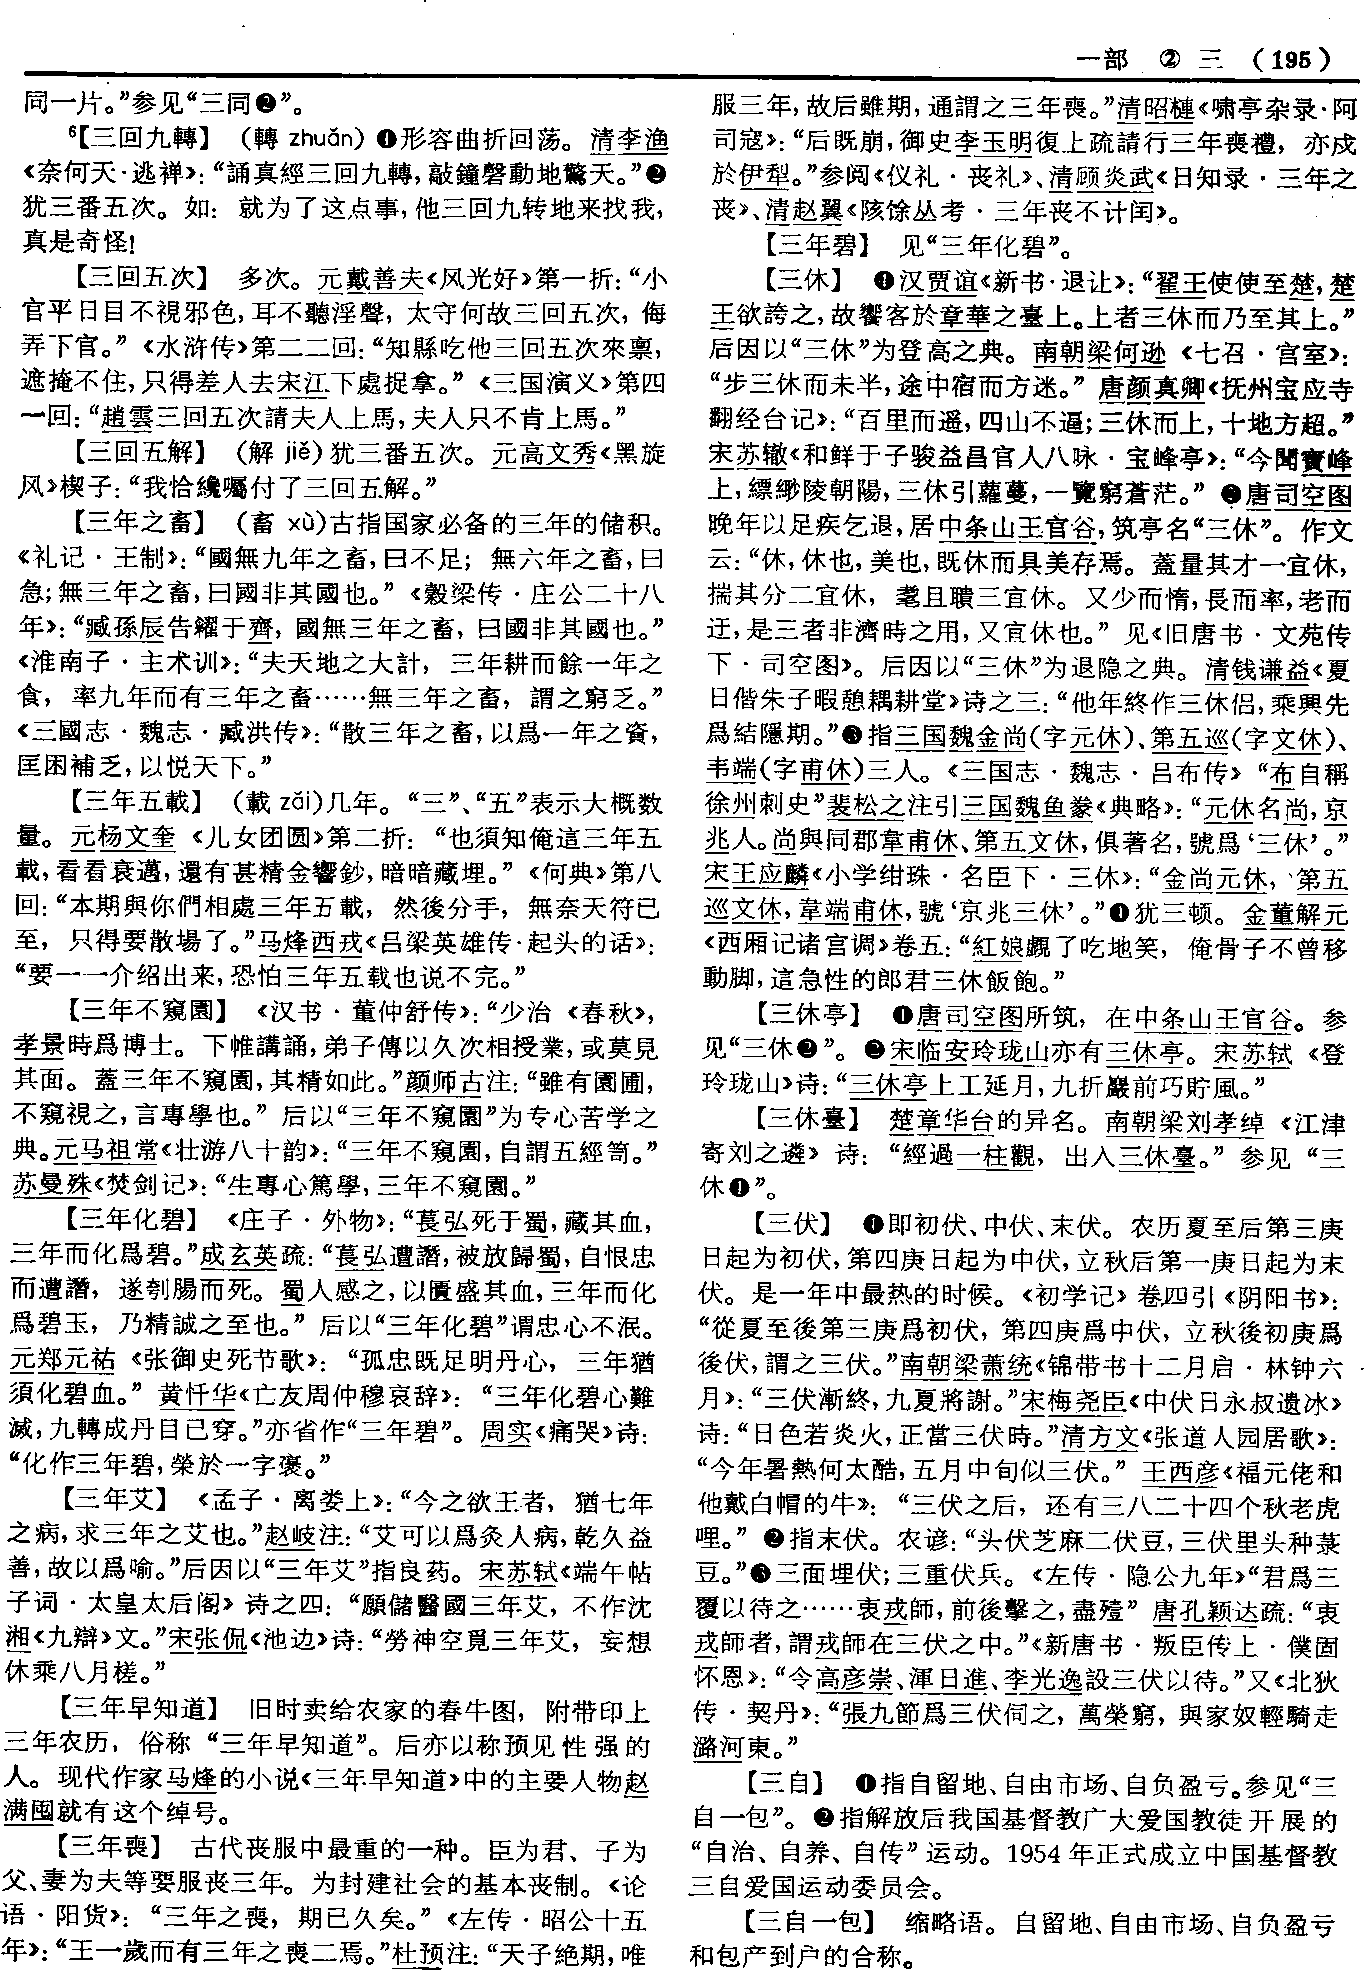 一部 ② 三 (195)
同一片。”参见“三同❷”。
⁶【三回九轉】 (轉 zhuǎn) ❶形容曲折回荡。清李渔
《奈何天·逃禅》：“誦真經三回九轉，敲鐘磬動地驚天。”❷
犹三番五次。如：就为了这点事，他三回九转地来找我，
真是奇怪！
【三回五次】 多次。元戴善夫《风光好》第一折：“小
官平日目不視邪色，耳不聽淫聲，太守何故三回五次，侮
弄下官。”《水浒传》第二二回：“知縣吃他三回五次來禀，
遮掩不住，只得差人去宋江下處捉拿。”《三国演义》第四
一回：“趙雲三回五次請夫人上馬，夫人只不肯上馬。”
【三回五解】 (解 jiě)犹三番五次。元高文秀《黑旋
风》楔子：“我恰纔囑付了三回五解。”
【三年之畜】 (畜 xù)古指国家必备的三年的储积。
《礼记·王制》：“國無九年之畜，曰不足；無六年之畜，曰
急；無三年之畜，曰國非其國也。”《穀梁传·庄公二十八
年》：“臧孫辰告糴于齊，國無三年之畜，曰國非其國也。”
《淮南子·主术训》：“夫天地之大計，三年耕而餘一年之
食，率九年而有三年之畜……無三年之畜，謂之窮乏。”
《三國志·魏志·臧洪传》：“散三年之畜，以爲一年之資，
匡困補乏，以悦天下。”
【三年五載】 (載 zǎi)几年。“三”、“五”表示大概数
量。元杨文奎《儿女团圆》第二折：“也須知俺這三年五
載，看看衰邁，還有甚精金響鈔，暗暗藏埋。”《何典》第八
回：“本期與你們相處三年五載，然後分手，無奈天符已
至，只得要散場了。”马烽西戎《吕梁英雄传·起头的话》：
“要一一介绍出来，恐怕三年五载也说不完。”
【三年不窺園】 《汉书·董仲舒传》：“少治《春秋》，
孝景時爲博士。下帷講誦，弟子傳以久次相授業，或莫見
其面。蓋三年不窺園，其精如此。”颜师古注：“雖有園圃，
不窺視之，言專學也。”后以“三年不窺園”为专心苦学之
典。元马祖常《壮游八十韵》：“三年不窺園，自謂五經笥。”
苏曼殊《焚剑记》：“生專心篤學，三年不窺園。”
【三年化碧】 《庄子·外物》：“萇弘死于蜀，藏其血，
三年而化爲碧。”成玄英疏：“萇弘遭譖，被放歸蜀，自恨忠
而遭譖，遂刳腸而死。蜀人感之，以匱盛其血，三年而化
爲碧玉，乃精誠之至也。”后以“三年化碧”谓忠心不泯。
元郑元祐《张御史死节歌》：“孤忠既足明丹心，三年猶
須化碧血。”黄忏华《亡友周仲穆哀辞》：“三年化碧心難
滅，九轉成丹目已穿。”亦省作“三年碧”。周实《痛哭》诗：
“化作三年碧，榮於一字褒。”
【三年艾】 《孟子·离娄上》：“今之欲王者，猶七年
之病，求三年之艾也。”赵岐注：“艾可以爲灸人病，乾久益
善，故以爲喻。”后因以“三年艾”指良药。宋苏轼《端午帖
子词·太皇太后阁》诗之四：“願儲醫國三年艾，不作沈
湘《九辯》文。”宋张侃《池边》诗：“勞神空覓三年艾，妄想
休乘八月槎。”
【三年早知道】 旧时卖给农家的春牛图，附带印上
三年农历，俗称“三年早知道”。后亦以称预见性强的
人。现代作家马烽的小说《三年早知道》中的主要人物赵
满囤就有这个绰号。
【三年喪】 古代丧服中最重的一种。臣为君、子为
父、妻为夫等要服丧三年。为封建社会的基本丧制。《论
语·阳货》：“三年之喪，期已久矣。”《左传·昭公十五
年》：“王一歲而有三年之喪二焉。”杜预注：“天子絶期，唯
服三年，故后雖期，通謂之三年喪。”清昭槤《啸亭杂录·阿
司寇》：“后既崩，御史李玉明復上疏請行三年喪禮，亦戍
於伊犁。”参阅《仪礼·丧礼》、清顾炎武《日知录·三年之
丧》、清赵翼《陔馀丛考·三年丧不计闰》。
【三年碧】 见“三年化碧”。
【三休】 ❶汉贾谊《新书·退让》：“翟王使使至楚，楚
王欲誇之，故饗客於章華之臺上。上者三休而乃至其上。”
后因以“三休”为登高之典。南朝梁何逊《七召·宫室》：
“步三休而未半，途中宿而方迷。”唐颜真卿《抚州宝应寺
翻经台记》：“百里而遥，四山不逼；三休而上，十地方超。”
宋苏辙《和鲜于子骏益昌官人八咏·宝峰亭》：“今聞寶峰
上，縹缈陵朝陽，三休引蘿蔓，一覽窮蒼茫。”❷唐司空图
晚年以足疾乞退，居中条山王官谷，筑亭名“三休”。作文
云：“休，休也，美也，既休而具美存焉。蓋量其才一宜休，
揣其分二宜休，耄且聵三宜休。又少而惰，長而率，老而
迂，是三者非濟時之用，又宜休也。”见《旧唐书·文苑传
下·司空图》。后因以“三休”为退隐之典。清钱谦益《夏
日偕朱子暇憩耦耕堂》诗之三：“他年終作三休侣，乘興先
爲結隱期。”❸指三国魏金尚(字元休)、第五巡(字文休)、
韦端(字甫休)三人。《三国志·魏志·吕布传》“布自稱
徐州刺史”裴松之注引三国魏鱼豢《典略》：“元休名尚，京
兆人。尚與同郡韋甫休、第五文休，俱著名，號爲‘三休’。”
宋王应麟《小学绀珠·名臣下·三休》：“金尚元休，第五
巡文休，韋端甫休，號‘京兆三休’。”❹犹三顿。金董解元
《西厢记诸宫调》卷五：“紅娘覷了吃地笑，俺骨子不曾移
動脚，這急性的郎君三休飯飽。”
【三休亭】 ❶唐司空图所筑，在中条山王官谷。参
见“三休❷”。❷宋临安玲珑山亦有三休亭。宋苏轼《登
玲珑山》诗：“三休亭上工延月，九折巖前巧貯風。”
【三休臺】 楚章华台的异名。南朝梁刘孝绰《江津
寄刘之遴》诗：“經過一柱觀，出入三休臺。”参见“三
休❶”。
【三伏】 ❶即初伏、中伏、末伏。农历夏至后第三庚
日起为初伏，第四庚日起为中伏，立秋后第一庚日起为末
伏。是一年中最热的时候。《初学记》卷四引《阴阳书》：
“從夏至後第三庚爲初伏，第四庚爲中伏，立秋後初庚爲
後伏，謂之三伏。”南朝梁萧统《锦带书十二月启·林钟六
月》：“三伏漸終，九夏將謝。”宋梅尧臣《中伏日永叔遗冰》
诗：“日色若炎火，正當三伏時。”清方文《张道人园居歌》：
“今年暑熱何太酷，五月中旬似三伏。”王西彦《福元佬和
他戴白帽的牛》：“三伏之后，还有三八二十四个秋老虎
哩。”❷指末伏。农谚：“头伏芝麻二伏豆，三伏里头种菉
豆。”❸三面埋伏；三重伏兵。《左传·隐公九年》“君爲三
覆以待之……衷戎師，前後擊之，盡殪”唐孔颖达疏：“衷
戎師者，謂戎師在三伏之中。”《新唐书·叛臣传上·僕固
怀恩》：“令高彦崇、渾日進、李光逸設三伏以待。”又《北狄
传·契丹》：“張九節爲三伏伺之，萬榮窮，與家奴輕騎走
潞河東。”
【三自】 ❶指自留地、自由市场、自负盈亏。参见“三
自一包”。❷指解放后我国基督教广大爱国教徒开展的
“自治、自养、自传”运动。1954年正式成立中国基督教
三自爱国运动委员会。
【三自一包】 缩略语。自留地、自由市场、自负盈亏
和包产到户的合称。